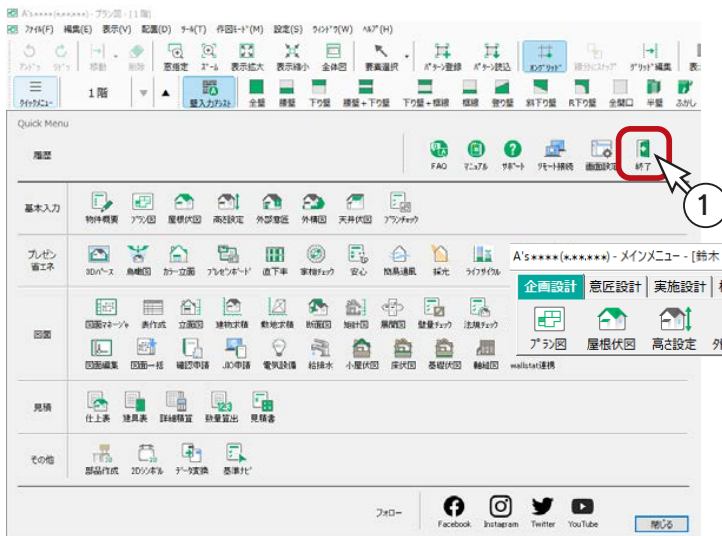 A's****(*.***.***) - プラン図 - [1階]
ファイル(F) 編集(E) 表示(V) 配置(D) ツール(T) 作図モード(M) 設定(S) ウィンドウ(W) ヘルプ(H)
アンドゥ リドゥ 移動 削除 窓指定 ズーム 表示拡大 表示縮小 全体図 要素選択 パターン登録 パターン読込 グリッド編集
クイックメニュー 1階 壁入力アシスト 全壁 腰壁 下り壁 腰壁+下り壁 下り壁+框線 框線 登り壁 斜下り壁 R下り壁 全開口 半壁 ふかし
Quick Menu
履歴 FAQ マニュアル サポート リモート接続 画面設定 終了
1
基本入力 物件概要 プラン図 屋根伏図 高さ設定 外部意匠 外構図 天井伏図 プランチェック
プレゼン
省エネ 3Dパース 鳥瞰図 カラー立面 プレゼンボード 直下率 家相チェック 安心 簡易通風 採光 ライフサイクル
A's****(*.***.***) - メインメニュー - [鈴木
企画設計 意匠設計 実施設計
プラン図 屋根伏図 高さ設定 外
図面 図面マネージャ 表作成 立面図 建物求積 敷地求積 断面図 矩計図 展開図 壁量チェック 法規チェック
図面編集 図面一括 確認申請 JIO申請 電気設備 給排水 小屋伏図 床伏図 基礎伏図 軸組図 wallstat連携
見積 仕上表 建具表 詳細積算 数量算出 見積書
その他 部品作成 2Dシンボル データ変換 基準ナビ
フォロー Facebook Instagram Twitter YouTube 閉じる